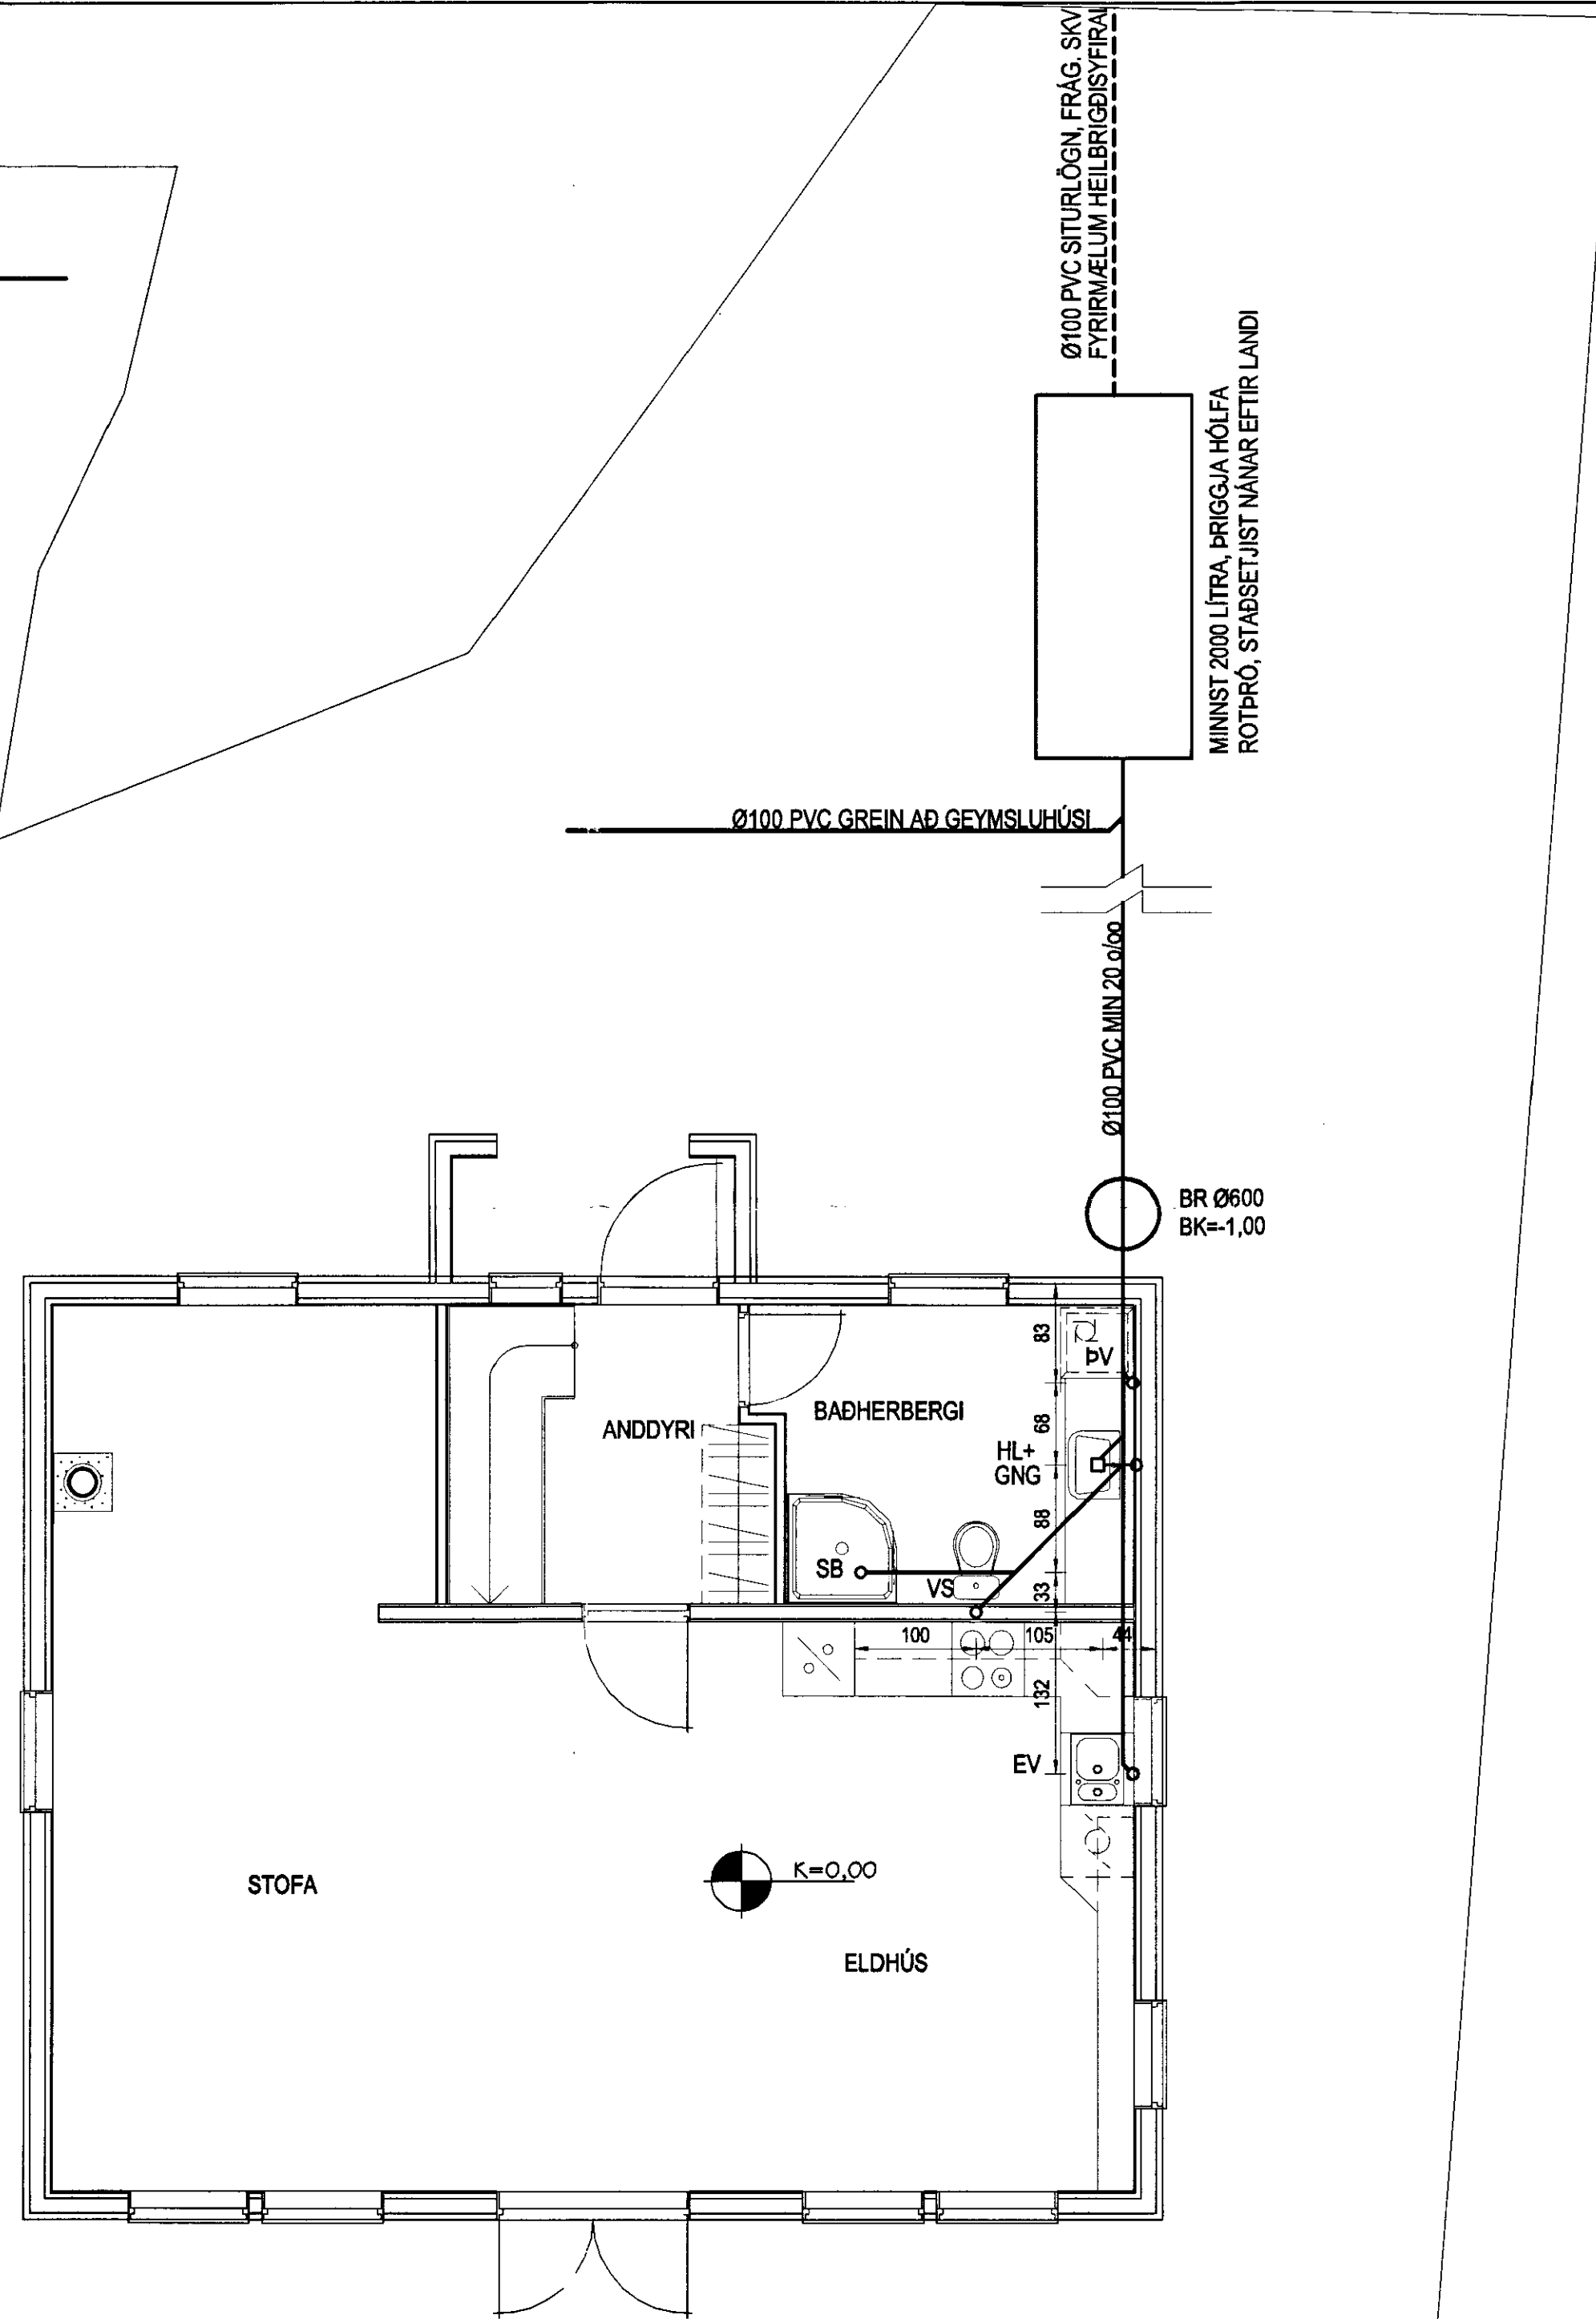 Ø100 PVC SITURLÖGN, FRÁG. SKV
FYRIRMÆLUM HEILBRIGÐISYFIRAL
MINNST 2000 LÍTRA, ÞRIGGJA HÓLFA
ROTÞRÓ, STAÐSETJIST NÁNAR EFTIR LANDI
Ø100 PVC GREIN AÐ GEYMSLUHÚSI
Ø100 PVC MIN 20 o/oo
BR Ø600
BK=-1,00
83
ÞV
68
BAÐHERBERGI
ANDDYRI
HL+
GNG
88
SB
VS
33
100
105
44
132
EV
K=0,00
STOFA
ELDHÚS